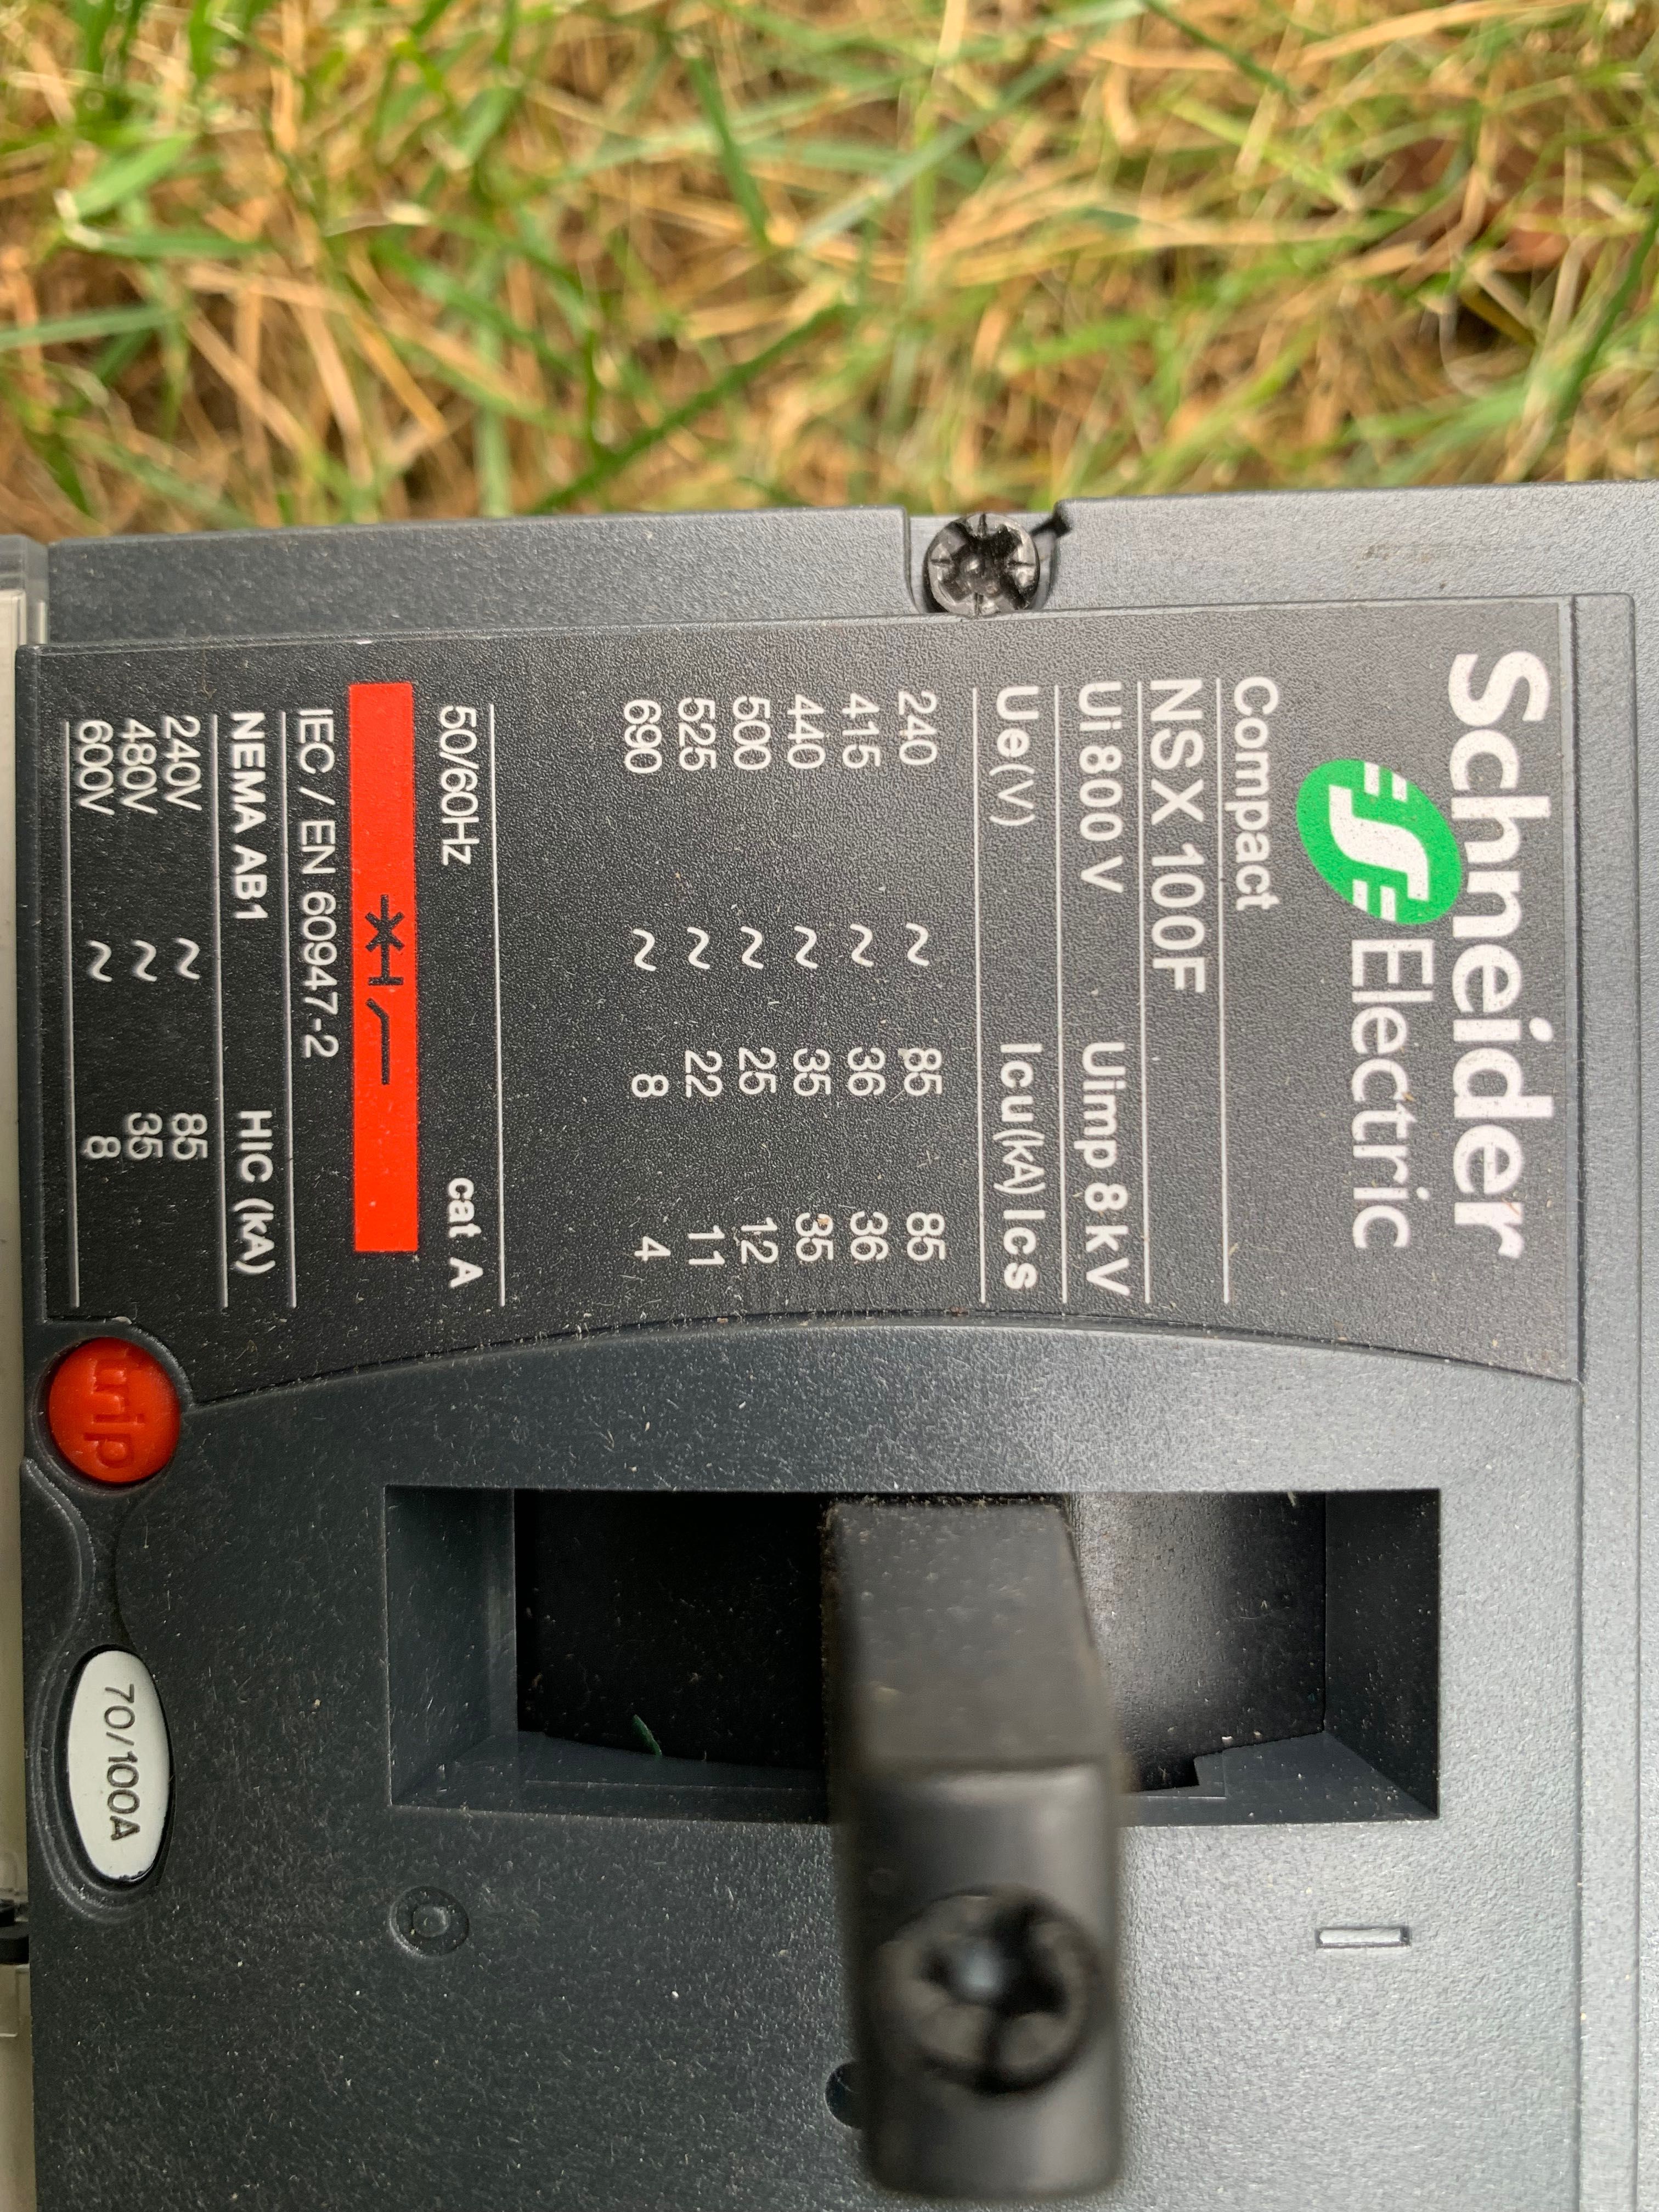 Schneider
Electric
Compact
NSX 100F
Ui 800 V Uimp 8 kV
Ue(V) Icu(kA) Ics
240 ~ 85 85
415 ~ 36 36
440 ~ 35 35
500 ~ 25 12
525 ~ 22 11
690 ~ 8 4
50/60Hz cat A
IEC / EN 60947-2
NEMA AB1 HIC (kA)
240V ~ 85
480V ~ 35
600V ~ 8
trip
70/100A